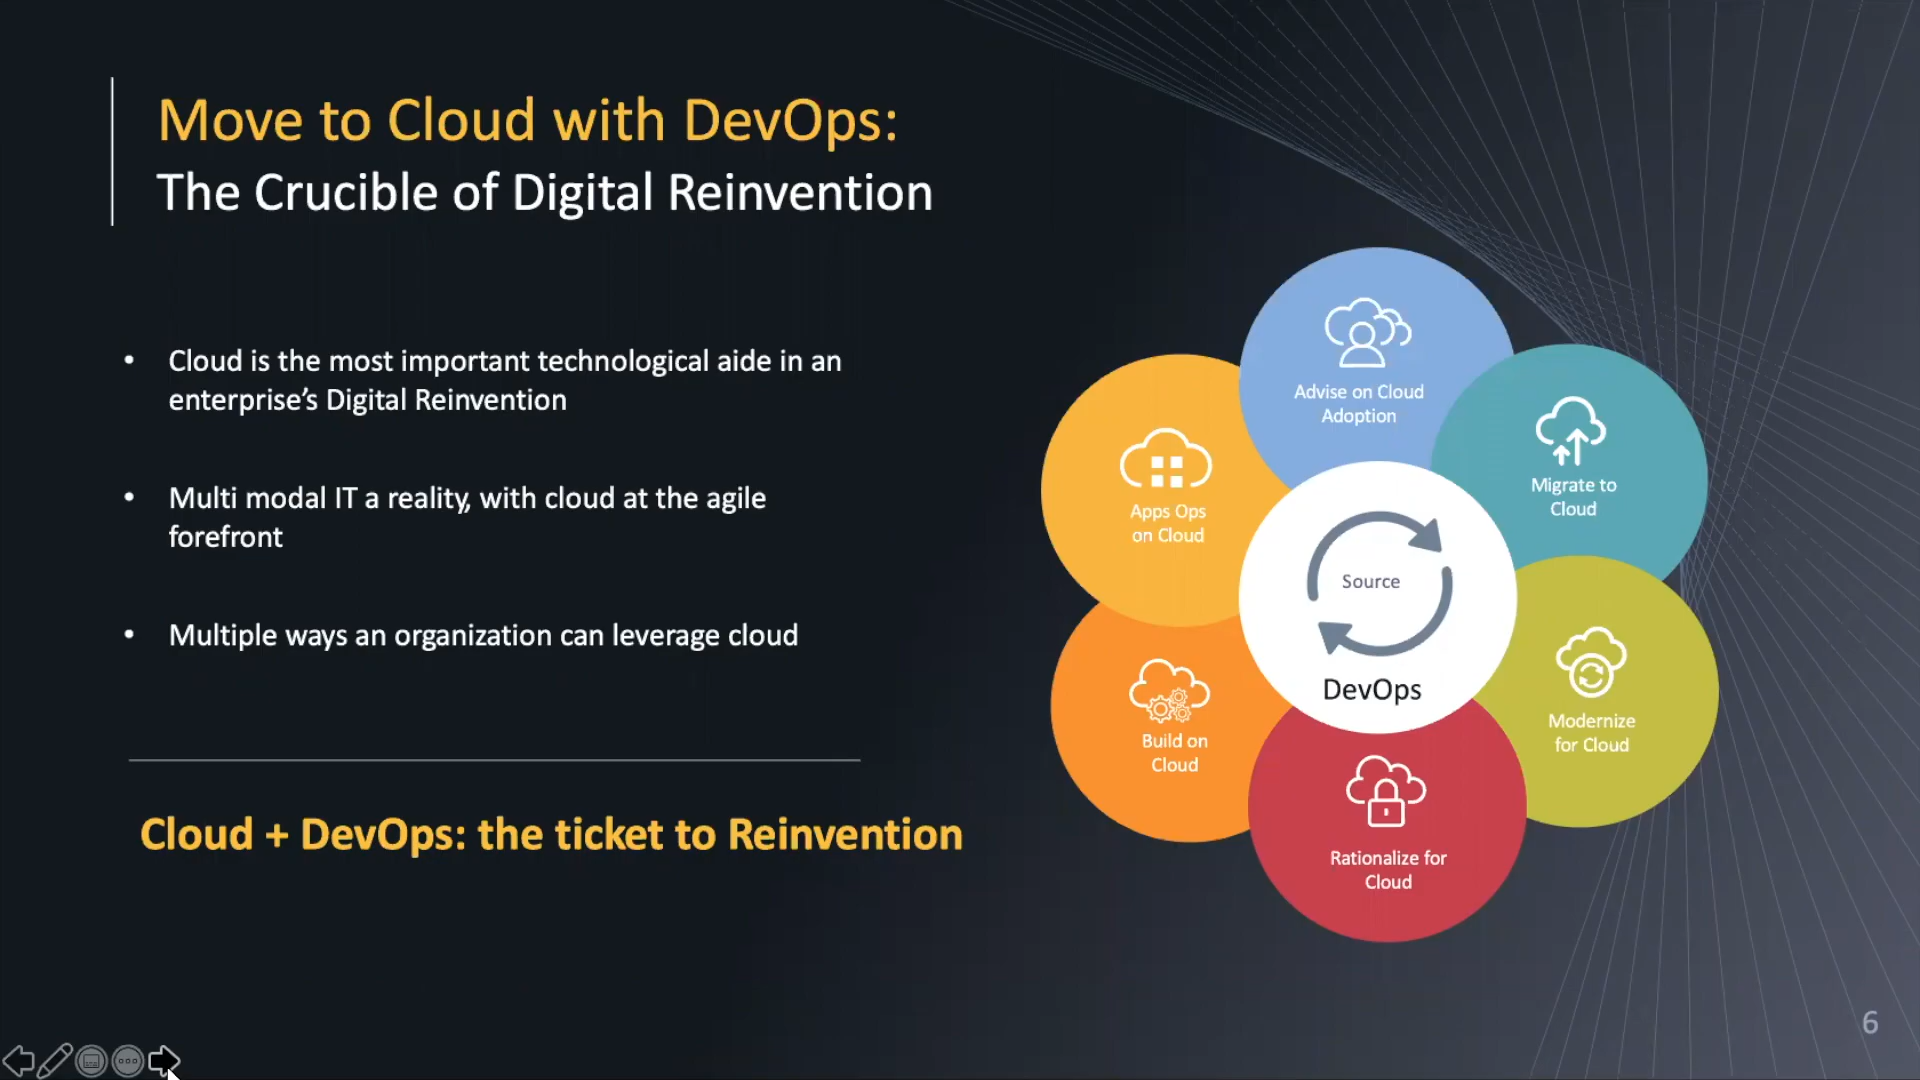 Move to Cloud with DevOps:
The Crucible of Digital Reinvention
• Cloud is the most important technological aide in an
enterprise’s Digital Reinvention
• Multi modal IT a reality, with cloud at the agile
forefront
• Multiple ways an organization can leverage cloud
Cloud + DevOps: the ticket to Reinvention
Advise on Cloud
Adoption
Migrate to
Cloud
Modernize
for Cloud
Rationalize for
Cloud
Build on
Cloud
Apps Ops
on Cloud
Source
DevOps
6